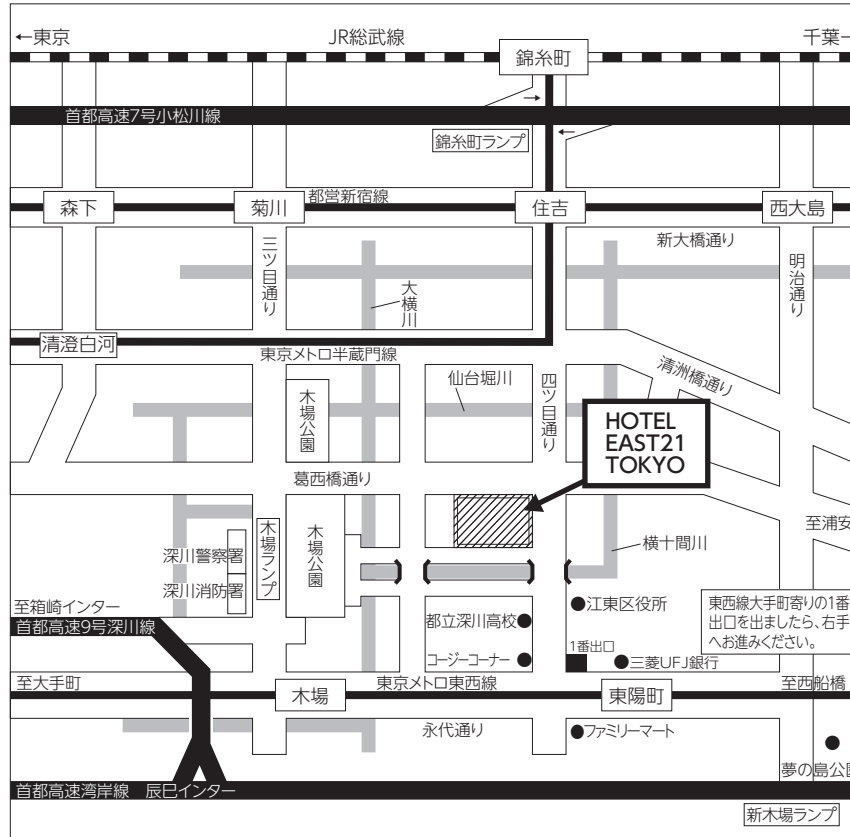 ←東京
JR総武線
千葉
錦糸町
首都高速7号小松川線
錦糸町ランプ
都営新宿線
森下
菊川
住吉
西大島
三ツ目通り
新大橋通り
明治通り
大横川
清澄白河
東京メトロ半蔵門線
清洲橋通り
木場公園
仙台堀川
四ツ目通り
HOTEL
EAST21
TOKYO
葛西橋通り
至浦安
深川警察署
木場ランプ
木場公園
横十間川
深川消防署
至箱崎インター
江東区役所
東西線大手町寄りの1番
出口を出ましたら、右手
へお進みください。
首都高速9号深川線
都立深川高校
1番出口
コージーコーナー
三菱UFJ銀行
至大手町
木場
東京メトロ東西線
東陽町
至西船橋
永代通り
ファミリーマート
夢の島公園
首都高速湾岸線 辰巳インター
新木場ランプ